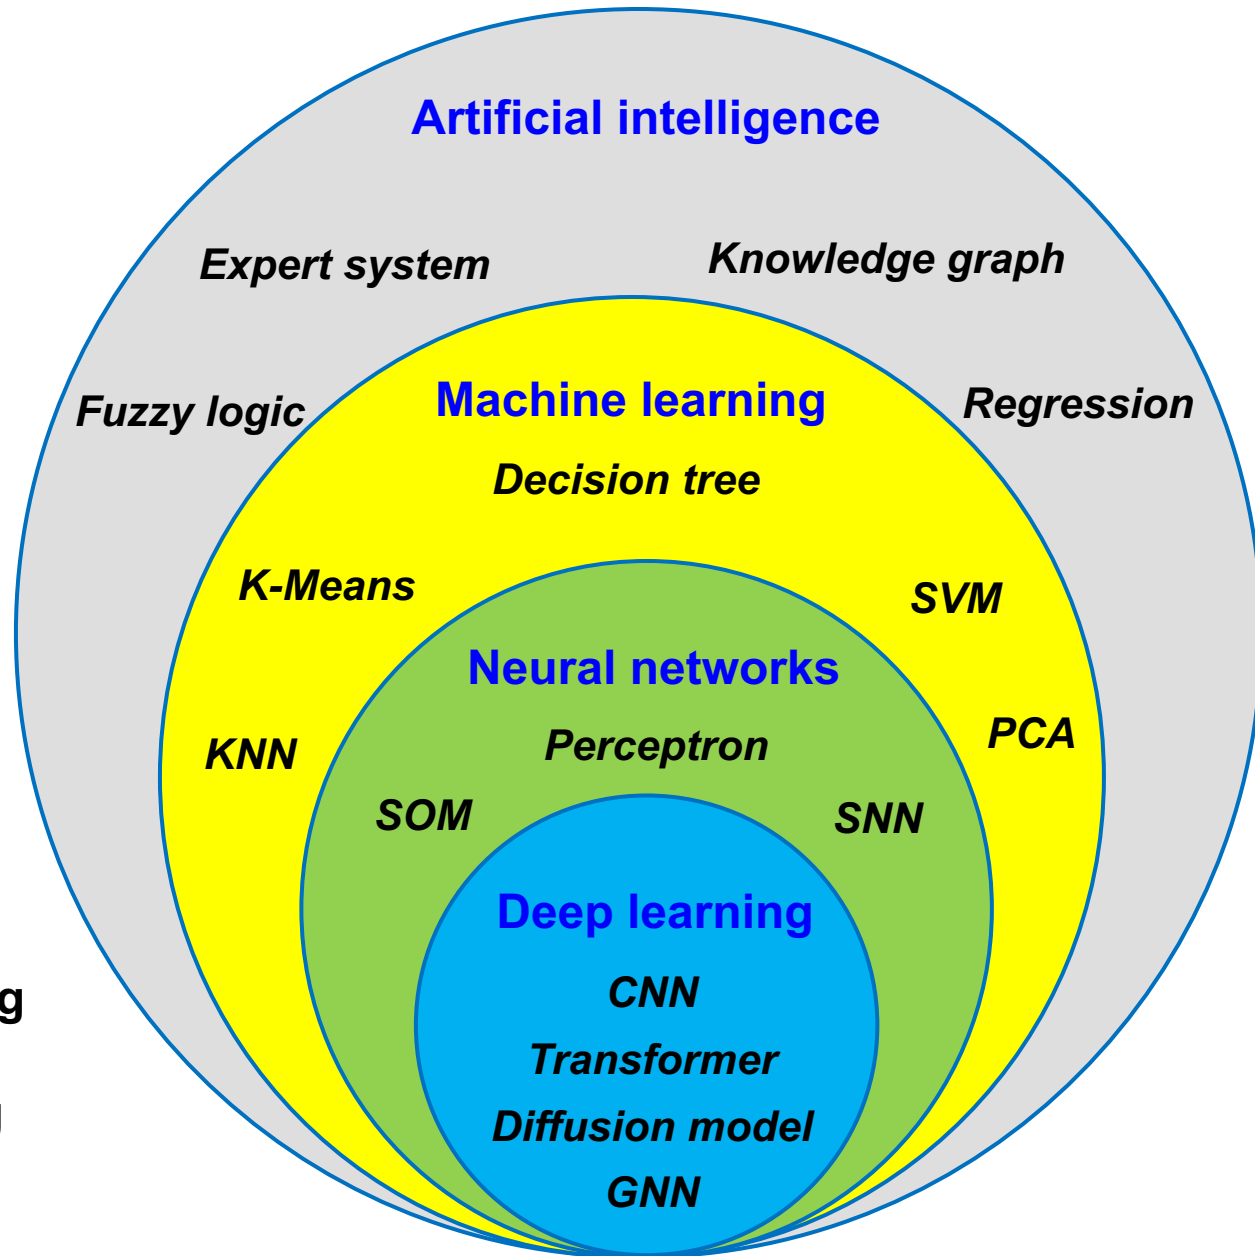 Artificial intelligence
Expert system
Knowledge graph
Fuzzy logic
Machine learning
Regression
Decision tree
K-Means
SVM
Neural networks
KNN
Perceptron
PCA
SOM
SNN
Deep learning
CNN
Transformer
Diffusion model
GNN